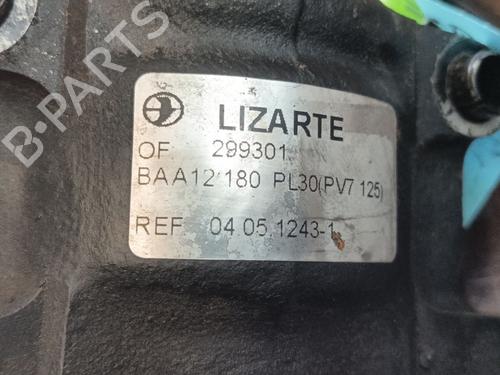 LIZARTE
OF 299301
BAA12'180 PL30(PV7 125)
REF. 04.05.1243-1
B-PARTS